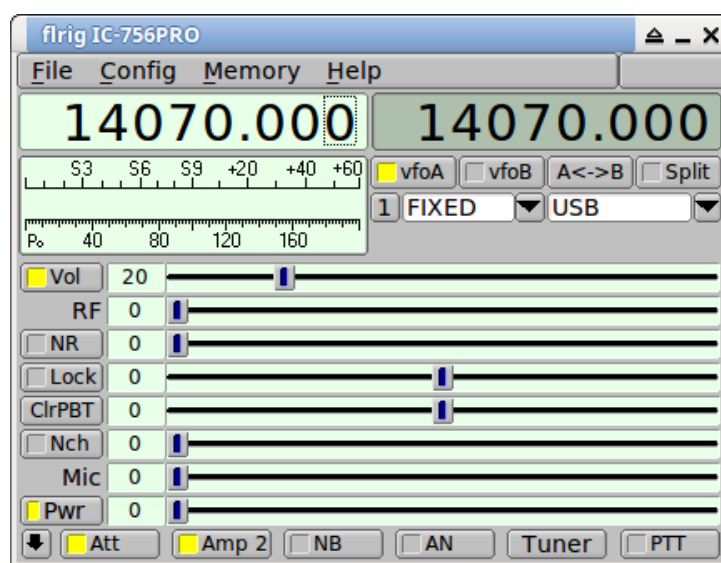 flrig IC-756PRO
File Config Memory Help
14070.000 14070.000
S3 S6 S9 +20 +40 +60 vfoA vfoB A<->B Split
1 FIXED USB
Po 40 80 120 160
Vol 20
RF 0
NR 0
Lock 0
ClrPBT 0
Nch 0
Mic 0
Pwr 0
Att Amp 2 NB AN Tuner PTT